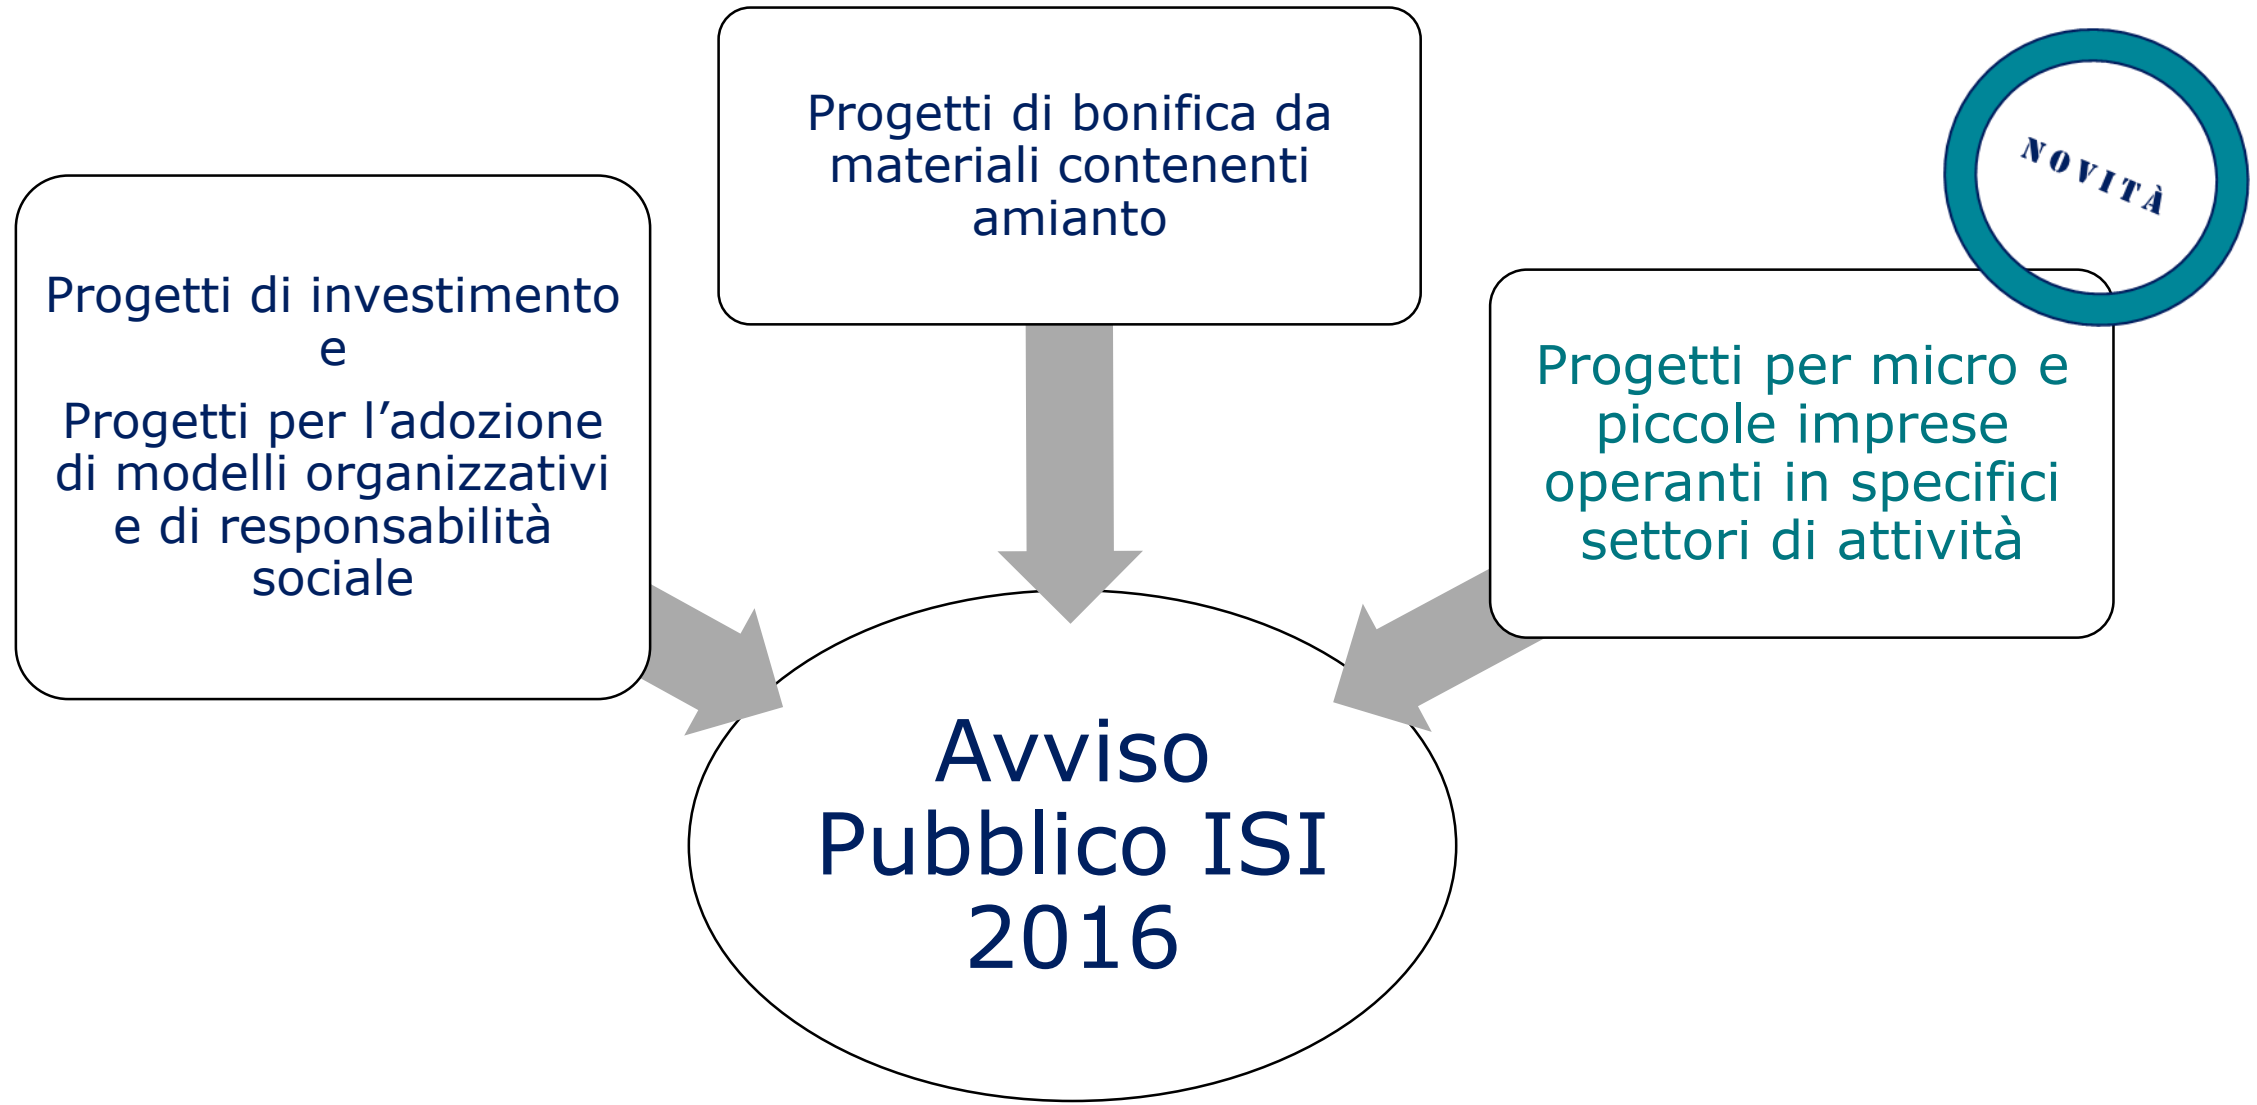 Progetti di investimento
e
Progetti per l’adozione
di modelli organizzativi
e di responsabilità
sociale
Progetti di bonifica da
materiali contenenti
amianto
NOVITÀ
Progetti per micro e
piccole imprese
operanti in specifici
settori di attività
Avviso
Pubblico ISI
2016